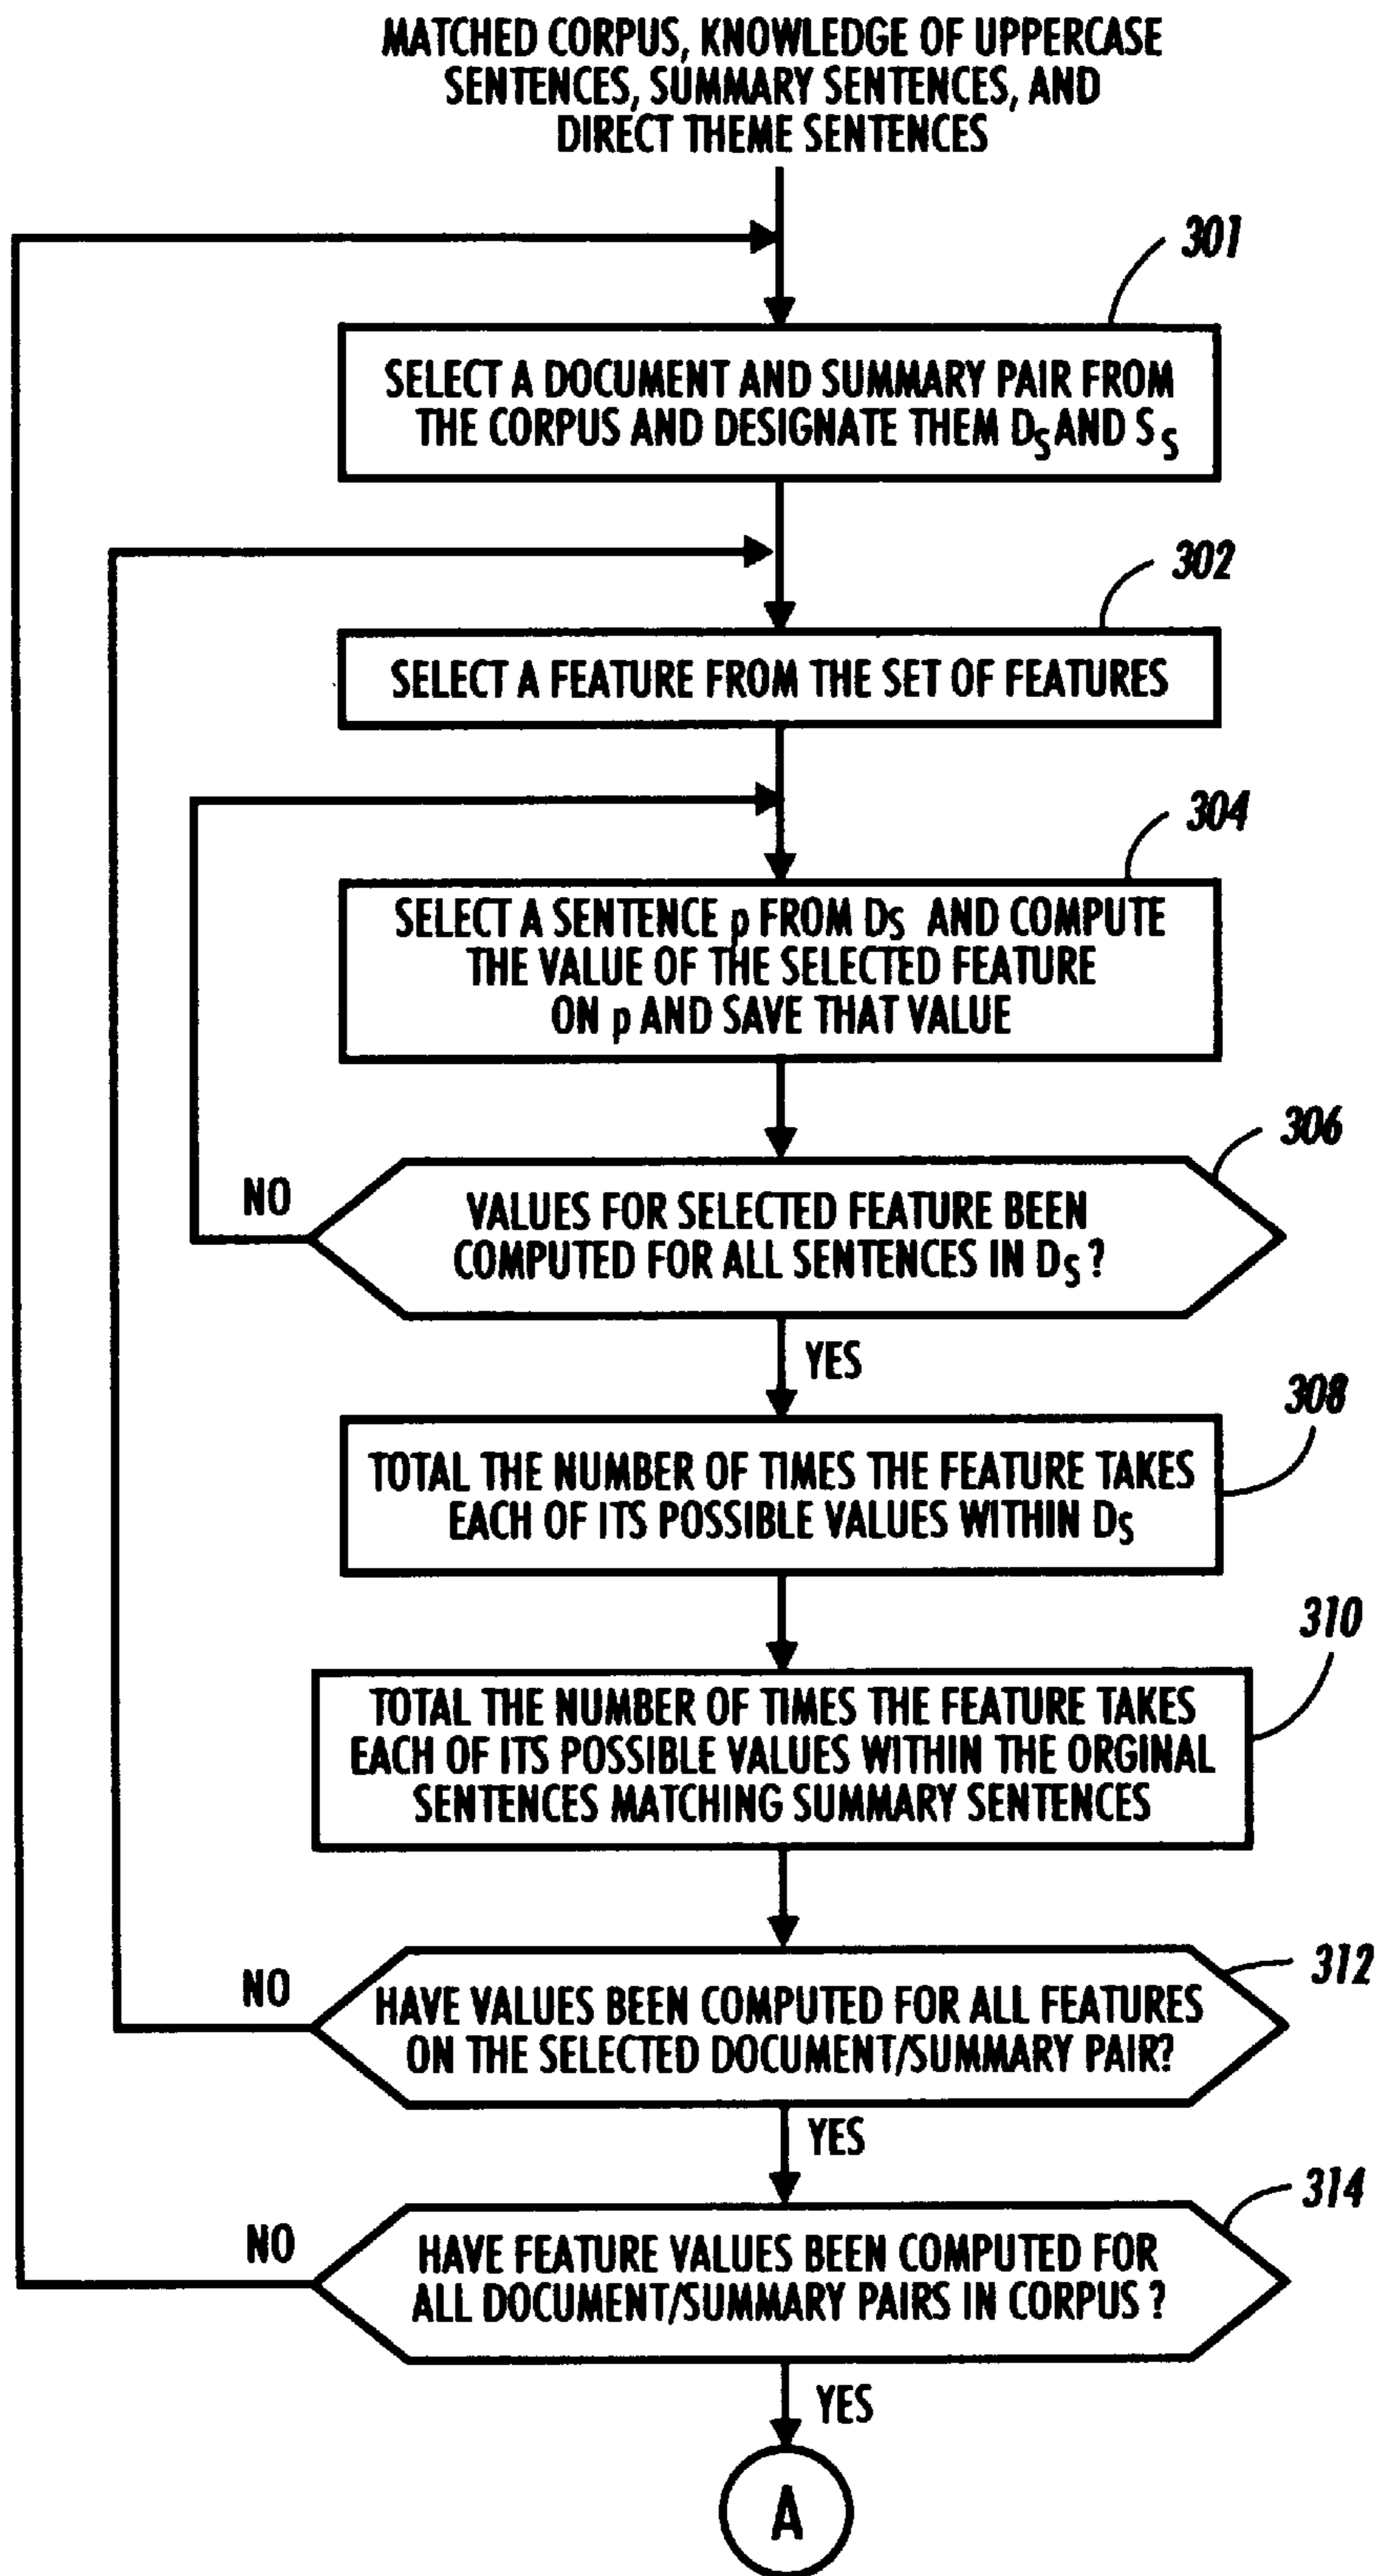 MATCHED CORPUS, KNOWLEDGE OF UPPERCASE
SENTENCES, SUMMARY SENTENCES, AND
DIRECT THEME SENTENCES
301
SELECT A DOCUMENT AND SUMMARY PAIR FROM
THE CORPUS AND DESIGNATE THEM DS AND SS
302
SELECT A FEATURE FROM THE SET OF FEATURES
304
SELECT A SENTENCE p FROM DS AND COMPUTE
THE VALUE OF THE SELECTED FEATURE
ON p AND SAVE THAT VALUE
306
NO
VALUES FOR SELECTED FEATURE BEEN
COMPUTED FOR ALL SENTENCES IN DS ?
YES
308
TOTAL THE NUMBER OF TIMES THE FEATURE TAKES
EACH OF ITS POSSIBLE VALUES WITHIN DS
310
TOTAL THE NUMBER OF TIMES THE FEATURE TAKES
EACH OF ITS POSSIBLE VALUES WITHIN THE ORGINAL
SENTENCES MATCHING SUMMARY SENTENCES
312
NO
HAVE VALUES BEEN COMPUTED FOR ALL FEATURES
ON THE SELECTED DOCUMENT/SUMMARY PAIR?
YES
314
NO
HAVE FEATURE VALUES BEEN COMPUTED FOR
ALL DOCUMENT/SUMMARY PAIRS IN CORPUS ?
YES
A